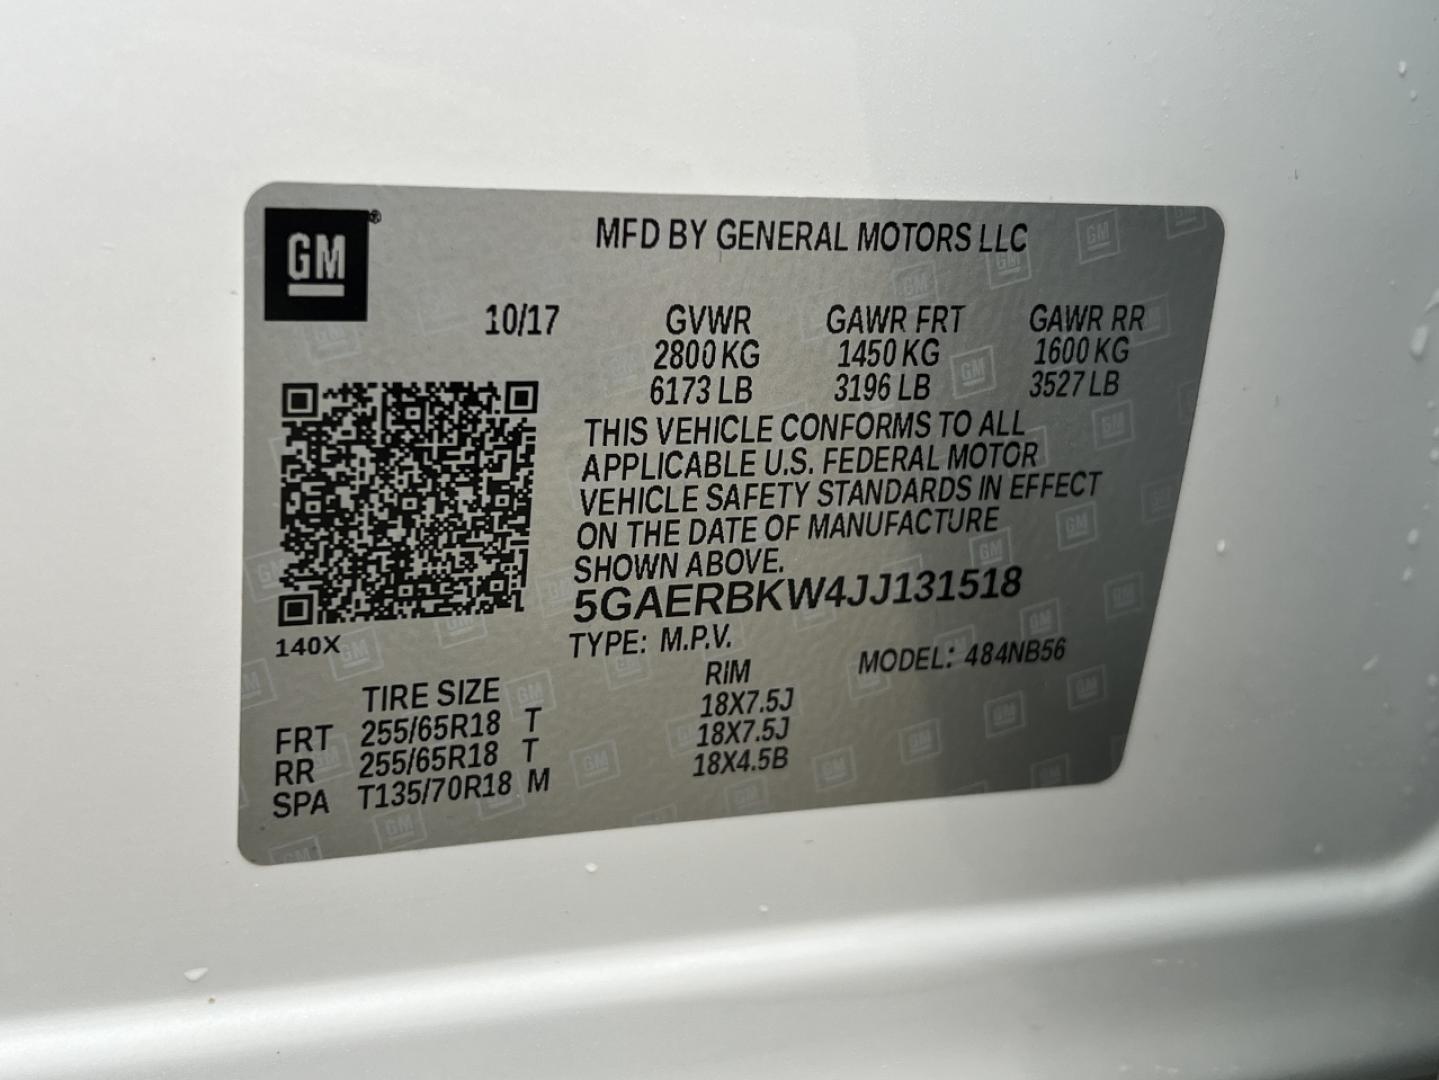 GM ®
MFD BY GENERAL MOTORS LLC
10/17 GVWR GAWR FRT GAWR RR
2800 KG 1450 KG 1600 KG
6173 LB 3196 LB 3527 LB
THIS VEHICLE CONFORMS TO ALL
APPLICABLE U.S. FEDERAL MOTOR
VEHICLE SAFETY STANDARDS IN EFFECT
ON THE DATE OF MANUFACTURE
SHOWN ABOVE.
5GAERBKW4JJ131518
140X
TYPE: M.P.V. MODEL: 484NB56
TIRE SIZE RIM
FRT 255/65R18 T 18X7.5J
RR 255/65R18 T 18X7.5J
SPA T135/70R18 M 18X4.5B